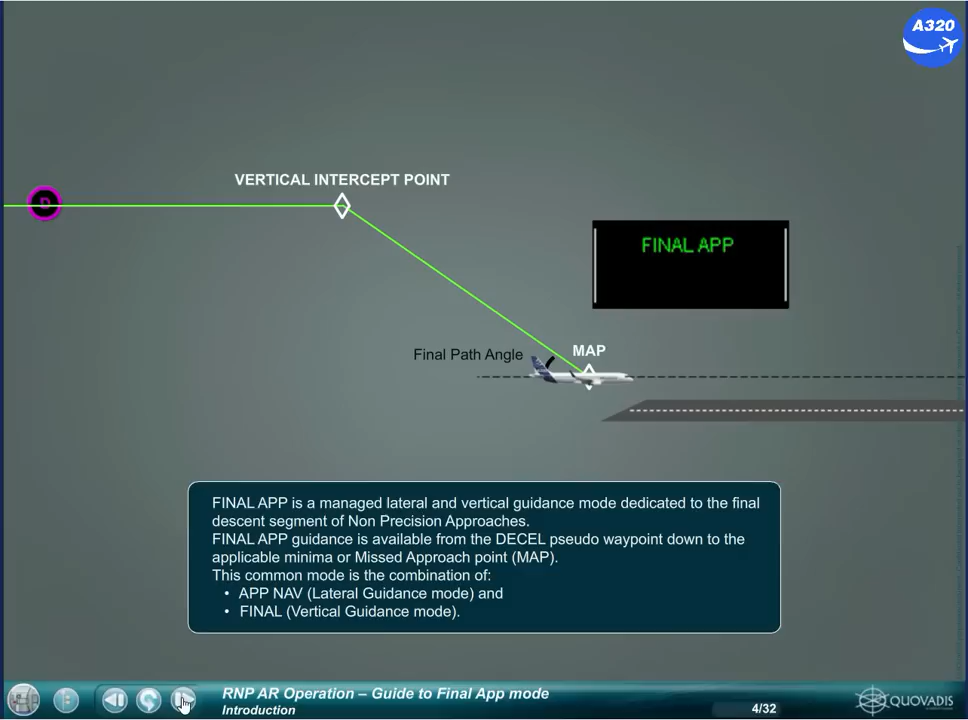 A320
VERTICAL INTERCEPT POINT
D
FINAL APP
MAP
Final Path Angle
FINAL APP is a managed lateral and vertical guidance mode dedicated to the final
descent segment of Non Precision Approaches.
FINAL APP guidance is available from the DECEL pseudo waypoint down to the
applicable minima or Missed Approach point (MAP).
This common mode is the combination of:
• APP NAV (Lateral Guidance mode) and
• FINAL (Vertical Guidance mode).
RNP AR Operation – Guide to Final App mode
Introduction
4/32
QUOVADIS